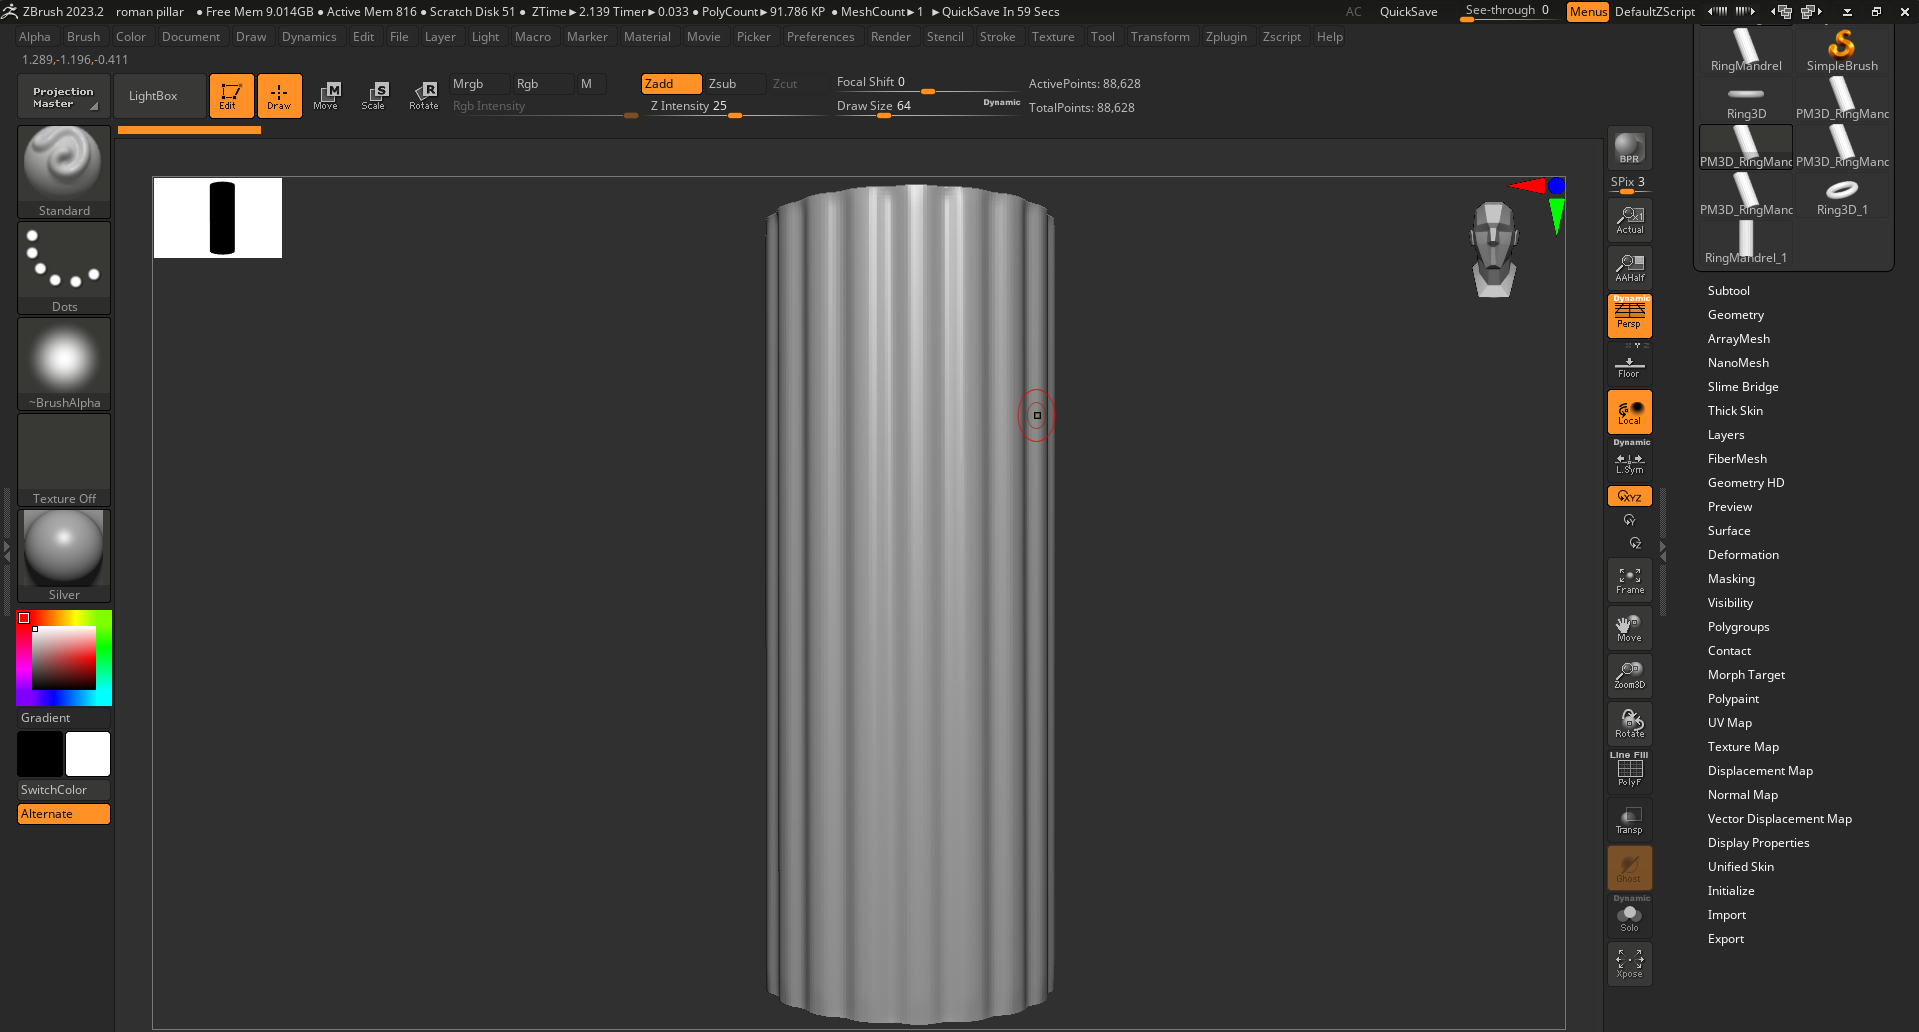 ZBrush 2023.2 roman pillar ● Free Mem 9.014GB ● Active Mem 816 ● Scratch Disk 51 ● ZTime►2.139 Timer►0.033 ● PolyCount►91.786 KP ● MeshCount►1 ►QuickSave In 59 Secs AC QuickSave See-through 0 Menus DefaultZScript
Alpha Brush Color Document Draw Dynamics Edit File Layer Light Macro Marker Material Movie Picker Preferences Render Stencil Stroke Texture Tool Transform Zplugin Zscript Help
1.289,-1.196,-0.411
Projection Master
LightBox
Edit
Draw
M
Move
S
Scale
R
Rotate
Mrgb Rgb M
Rgb Intensity
Zadd Zsub Zcut
Z Intensity 25
Focal Shift 0
Draw Size 64
Dynamic
ActivePoints: 88,628
TotalPoints: 88,628
Standard
Dots
~BrushAlpha
Texture Off
Silver
Gradient
SwitchColor
Alternate
BPR
SPix 3
Actual
AAHalf
Dynamic
Persp
Floor
Local
Dynamic
L.Sym
XYZ
Y
Z
Frame
Move
Zoom3D
Rotate
Line Fill
PolyF
Transp
Ghost
Dynamic
Solo
Xpose
RingMandrel SimpleBrush
Ring3D PM3D_RingMand
PM3D_RingMand PM3D_RingMand
PM3D_RingMand Ring3D_1
RingMandrel_1
Subtool
Geometry
ArrayMesh
NanoMesh
Slime Bridge
Thick Skin
Layers
FiberMesh
Geometry HD
Preview
Surface
Deformation
Masking
Visibility
Polygroups
Contact
Morph Target
Polypaint
UV Map
Texture Map
Displacement Map
Normal Map
Vector Displacement Map
Display Properties
Unified Skin
Initialize
Import
Export